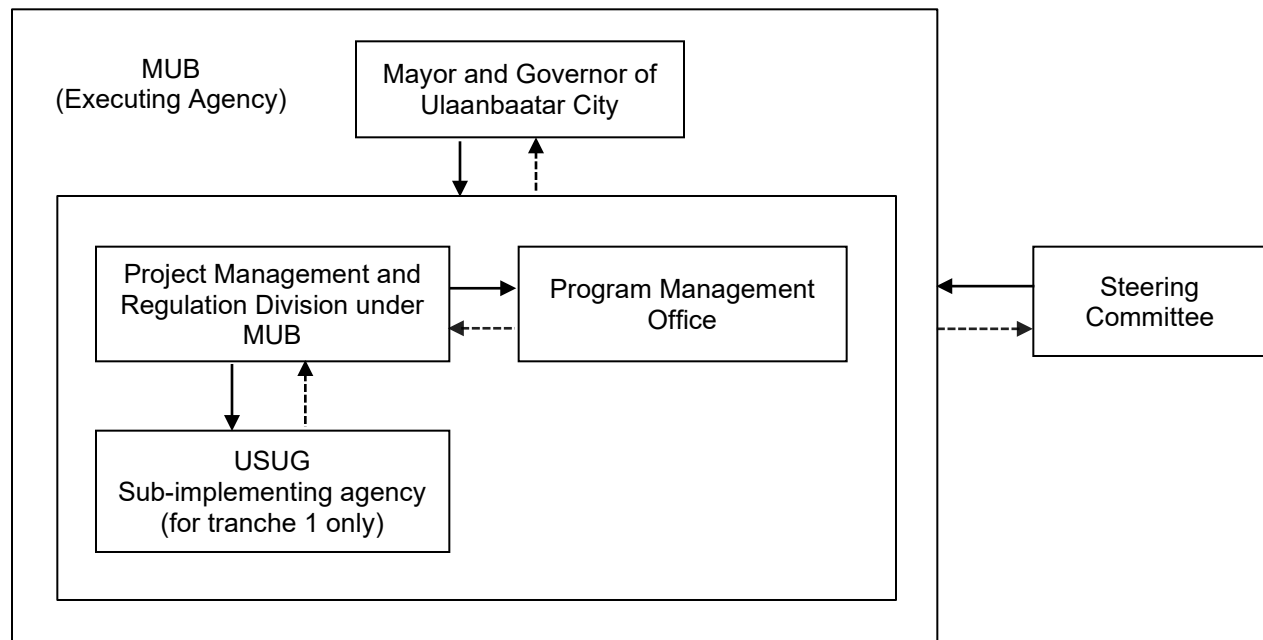 MUB
(Executing Agency)
Mayor and Governor of
Ulaanbaatar City
Project Management and
Regulation Division under
MUB
Program Management
Office
Steering
Committee
USUG
Sub-implementing agency
(for tranche 1 only)